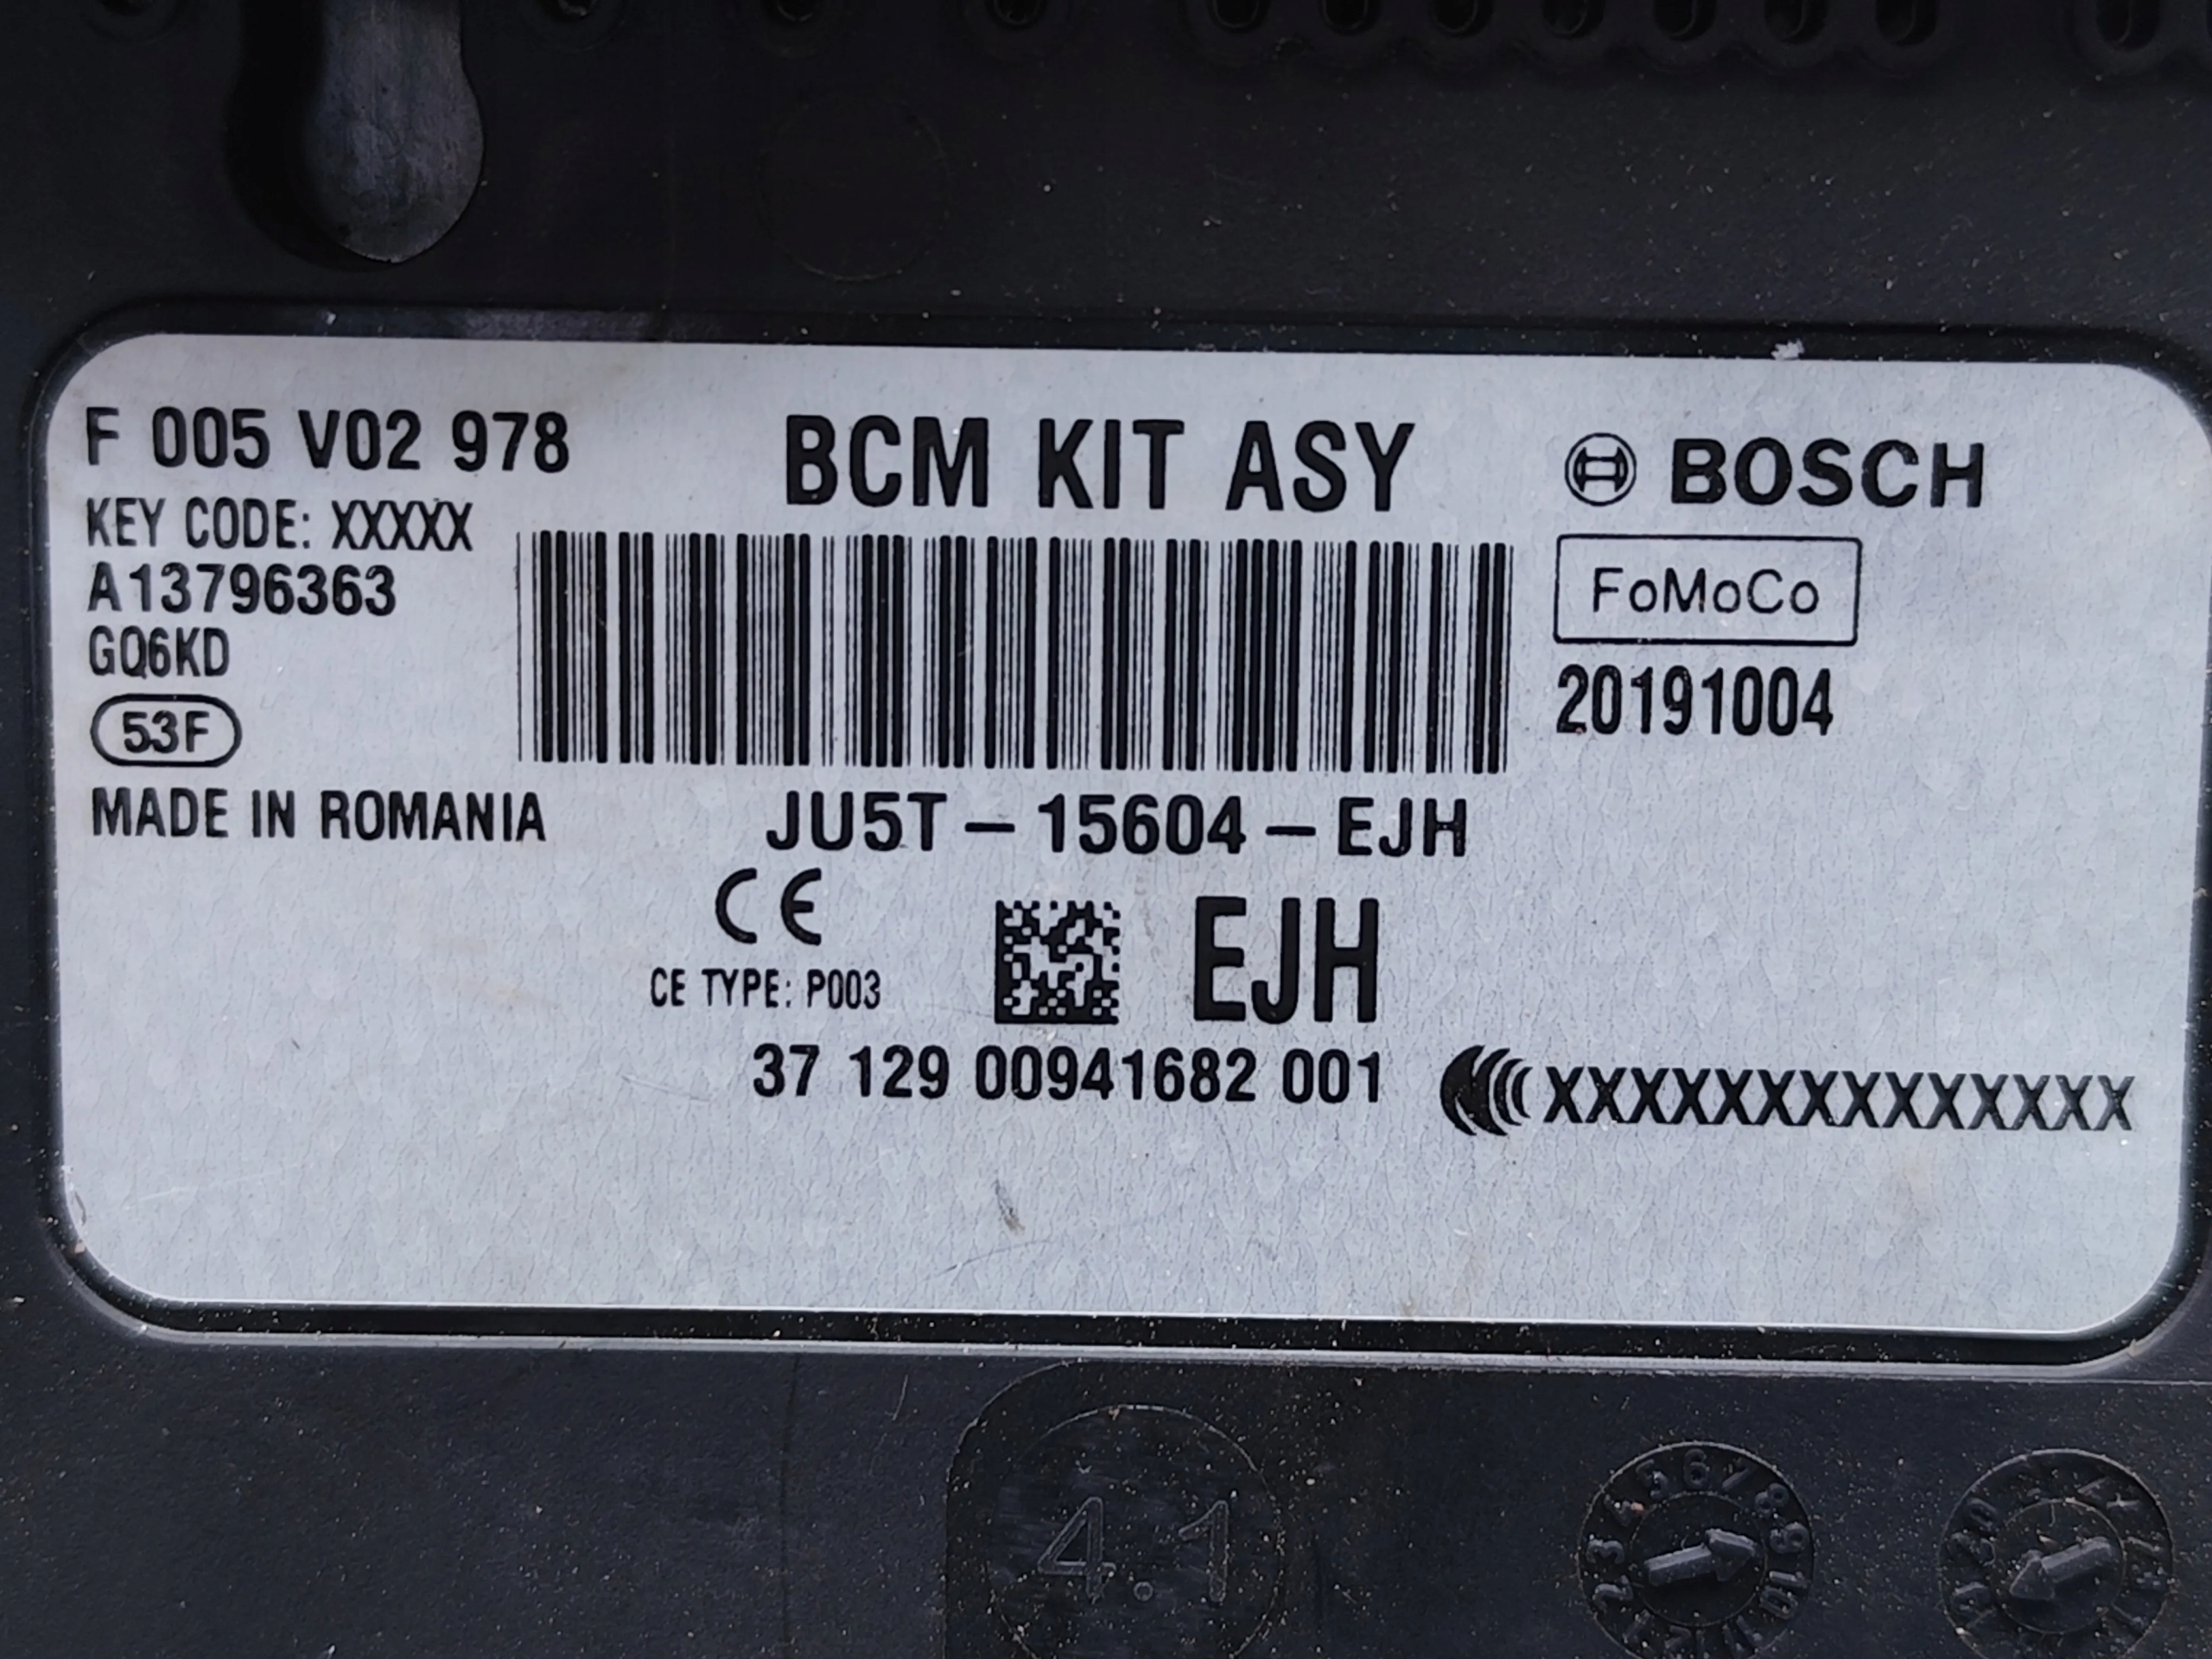 F 005 V02 978
KEY CODE: XXXXX
A13796363
GQ6KD
53F
MADE IN ROMANIA
BCM KIT ASY
JU5T - 15604 - EJH
CE
CE TYPE: P003
EJH
37 129 00941682 001
BOSCH
FoMoCo
20191004
XXXXXXXXXXXXXX
4.1